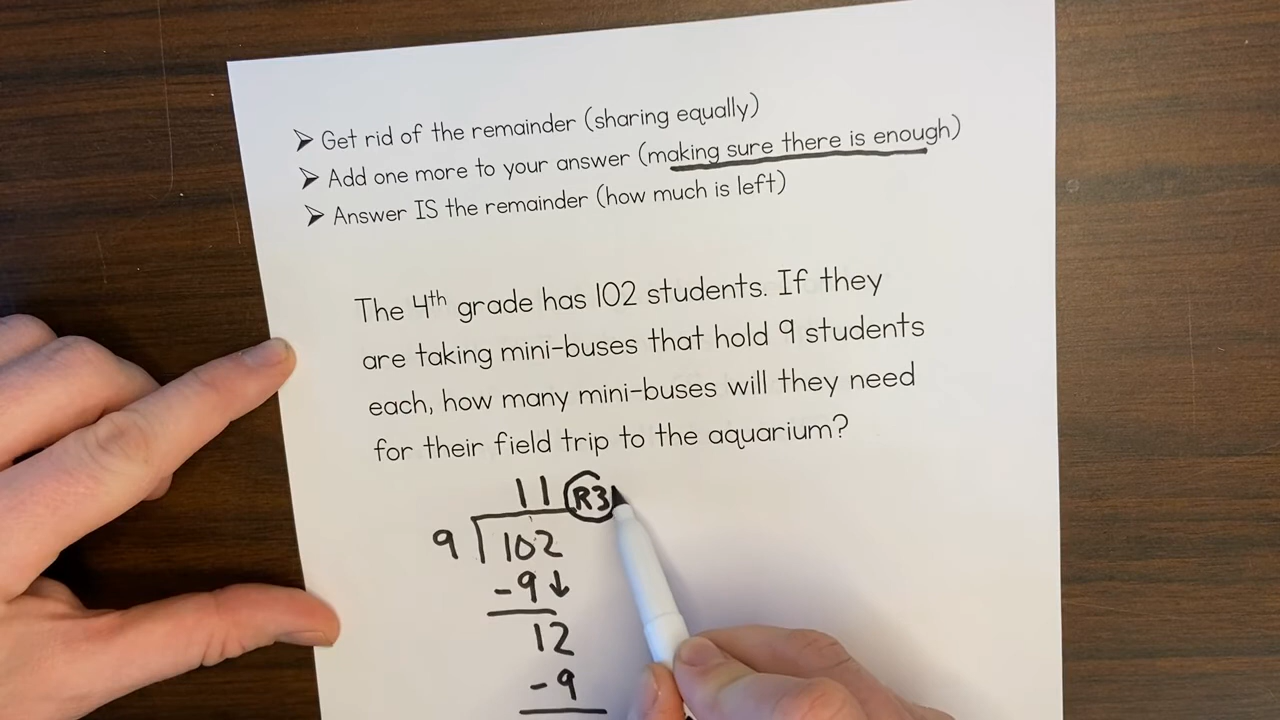 ➤ Get rid of the remainder (sharing equally)
➤ Add one more to your answer (making sure there is enough)
➤ Answer IS the remainder (how much is left)
The 4th grade has 102 students. If they
are taking mini-buses that hold 9 students
each, how many mini-buses will they need
for their field trip to the aquarium?
11 R3
9 102
-9↓
12
-9